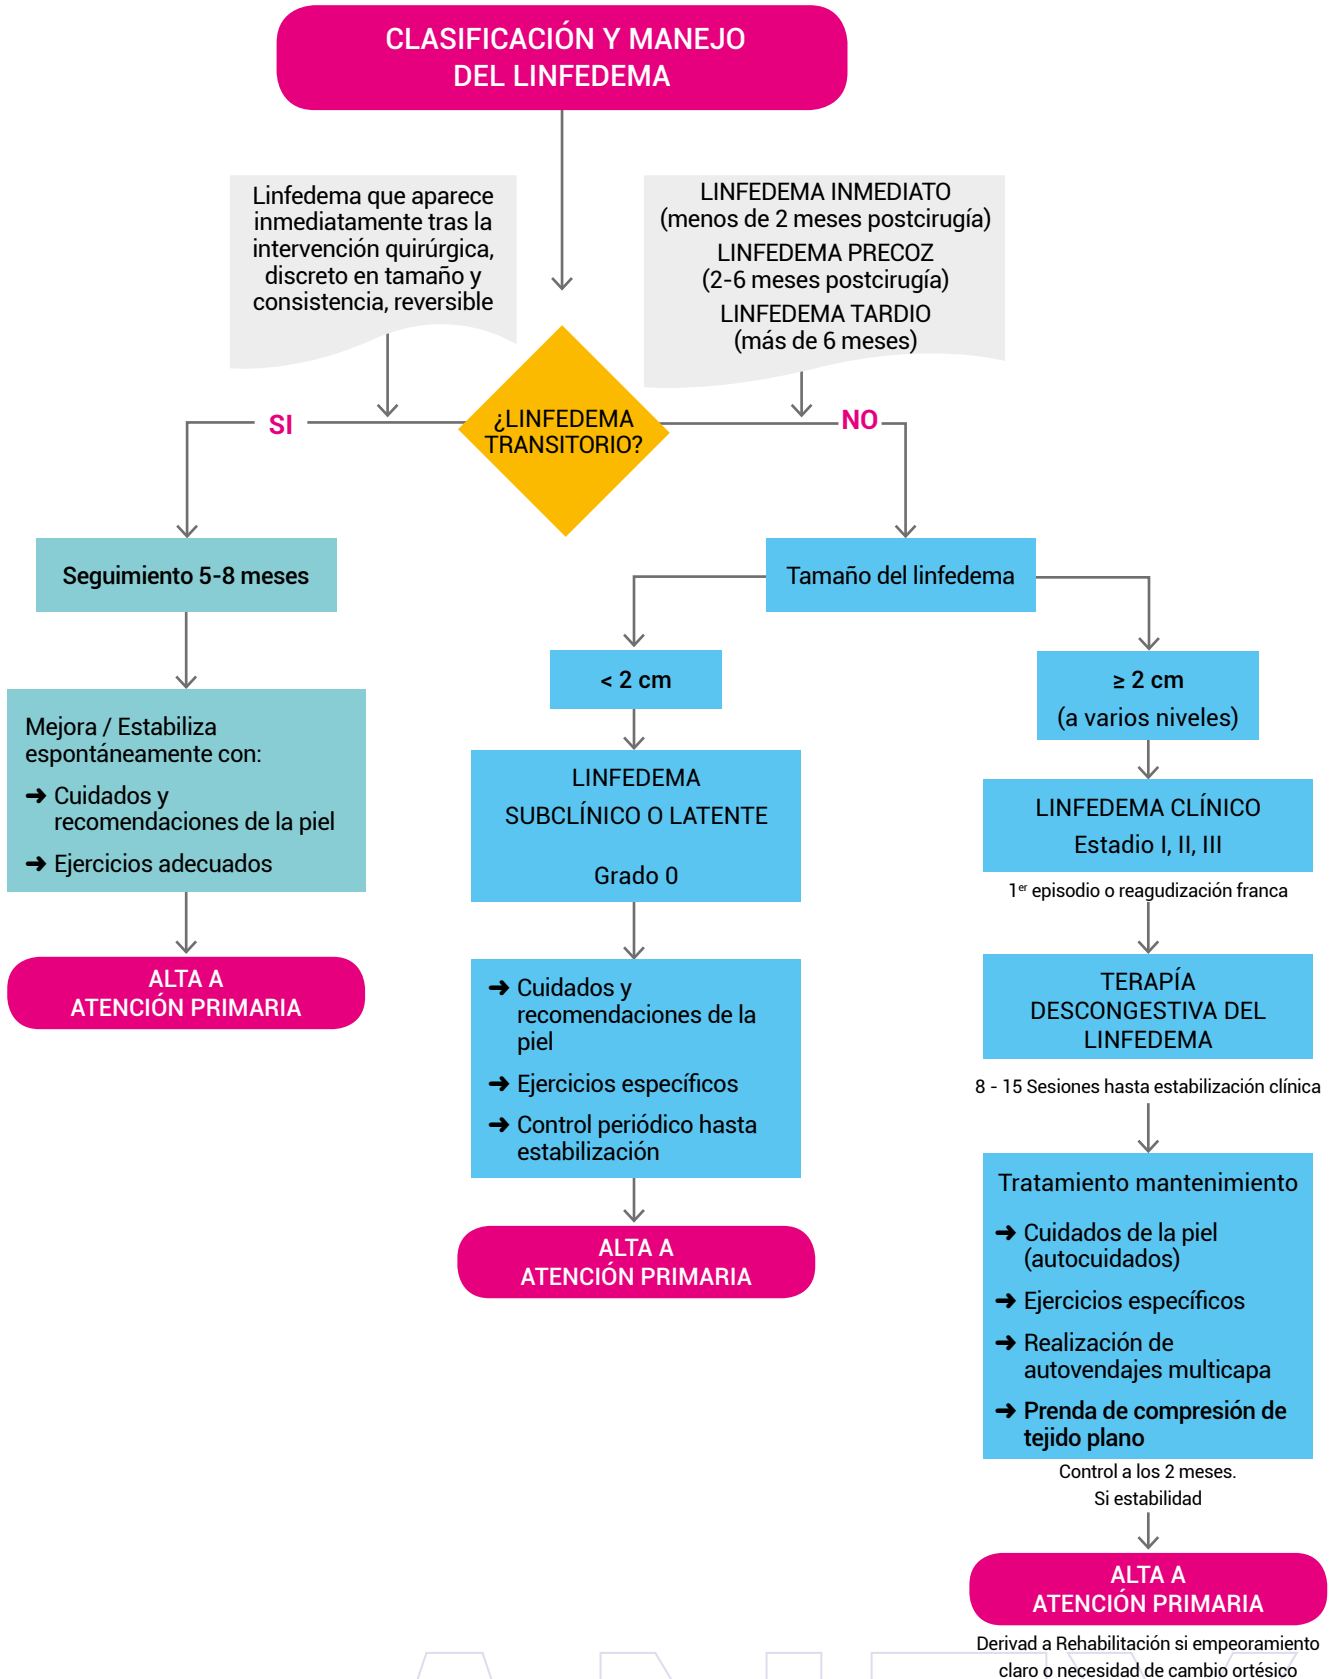 CLASIFICACIÓN Y MANEJO
DEL LINFEDEMA
Linfedema que aparece
inmediatamente tras la
intervención quirúrgica,
discreto en tamaño y
consistencia, reversible
LINFEDEMA INMEDIATO
(menos de 2 meses postcirugía)
LINFEDEMA PRECOZ
(2-6 meses postcirugía)
LINFEDEMA TARDIO
(más de 6 meses)
¿LINFEDEMA
TRANSITORIO?
SI
NO
Seguimiento 5-8 meses
Mejora / Estabiliza
espontáneamente con:
➜ Cuidados y
recomendaciones de la piel
➜ Ejercicios adecuados
ALTA A
ATENCIÓN PRIMARIA
Tamaño del linfedema
< 2 cm
LINFEDEMA
SUBCLÍNICO O LATENTE
Grado 0
➜ Cuidados y
recomendaciones de la
piel
➜ Ejercicios específicos
➜ Control periódico hasta
estabilización
ALTA A
ATENCIÓN PRIMARIA
≥ 2 cm
(a varios niveles)
LINFEDEMA CLÍNICO
Estadio I, II, III
1er episodio o reagudización franca
TERAPÍA
DESCONGESTIVA DEL
LINFEDEMA
8 - 15 Sesiones hasta estabilización clínica
Tratamiento mantenimiento
➜ Cuidados de la piel
(autocuidados)
➜ Ejercicios específicos
➜ Realización de
autovendajes multicapa
➜ Prenda de compresión de
tejido plano
Control a los 2 meses.
Si estabilidad
ALTA A
ATENCIÓN PRIMARIA
Derivad a Rehabilitación si empeoramiento
claro o necesidad de cambio ortésico